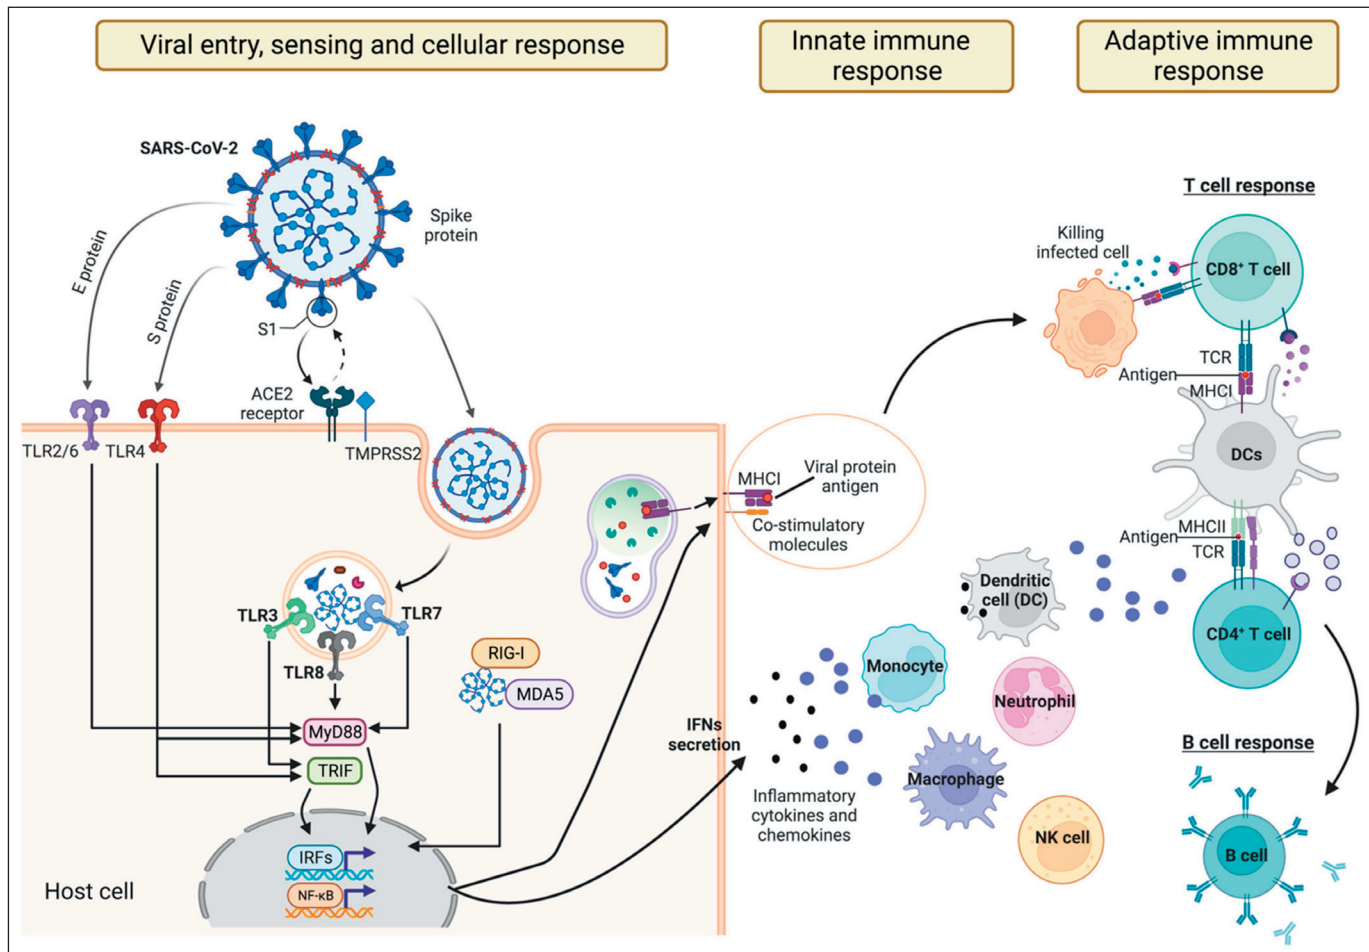 Viral entry, sensing and cellular response
Innate immune
response
Adaptive immune
response
SARS-CoV-2
Spike
protein
E protein
S protein
S1
ACE2
receptor
TMPRSS2
TLR2/6
TLR4
TLR3
TLR7
TLR8
RIG-I
MDA5
MyD88
TRIF
IRFs
NF-κB
Host cell
MHCI
Viral protein
antigen
Co-stimulatory
molecules
IFNs
secretion
Inflammatory
cytokines and
chemokines
Dendritic
cell (DC)
Monocyte
Neutrophil
Macrophage
NK cell
T cell response
Killing
infected cell
CD8⁺ T cell
TCR
Antigen
MHCI
DCs
MHCII
Antigen
TCR
CD4⁺ T cell
B cell response
B cell